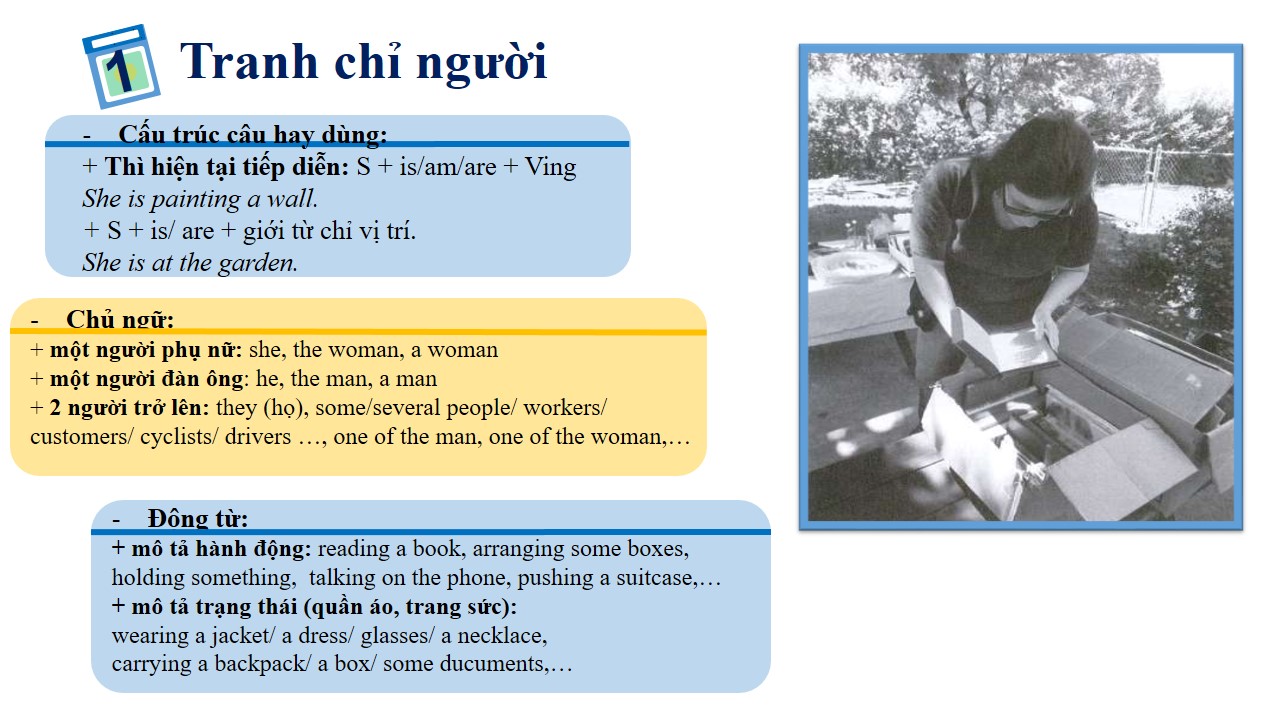 1
Tranh chỉ người
- Cấu trúc câu hay dùng:
+ Thì hiện tại tiếp diễn: S + is/am/are + Ving
She is painting a wall.
+ S + is/ are + giới từ chỉ vị trí.
She is at the garden.
- Chủ ngữ:
+ một người phụ nữ: she, the woman, a woman
+ một người đàn ông: he, the man, a man
+ 2 người trở lên: they (họ), some/several people/ workers/
customers/ cyclists/ drivers …, one of the man, one of the woman,…
- Động từ:
+ mô tả hành động: reading a book, arranging some boxes,
holding something, talking on the phone, pushing a suitcase,…
+ mô tả trạng thái (quần áo, trang sức):
wearing a jacket/ a dress/ glasses/ a necklace,
carrying a backpack/ a box/ some ducuments,…